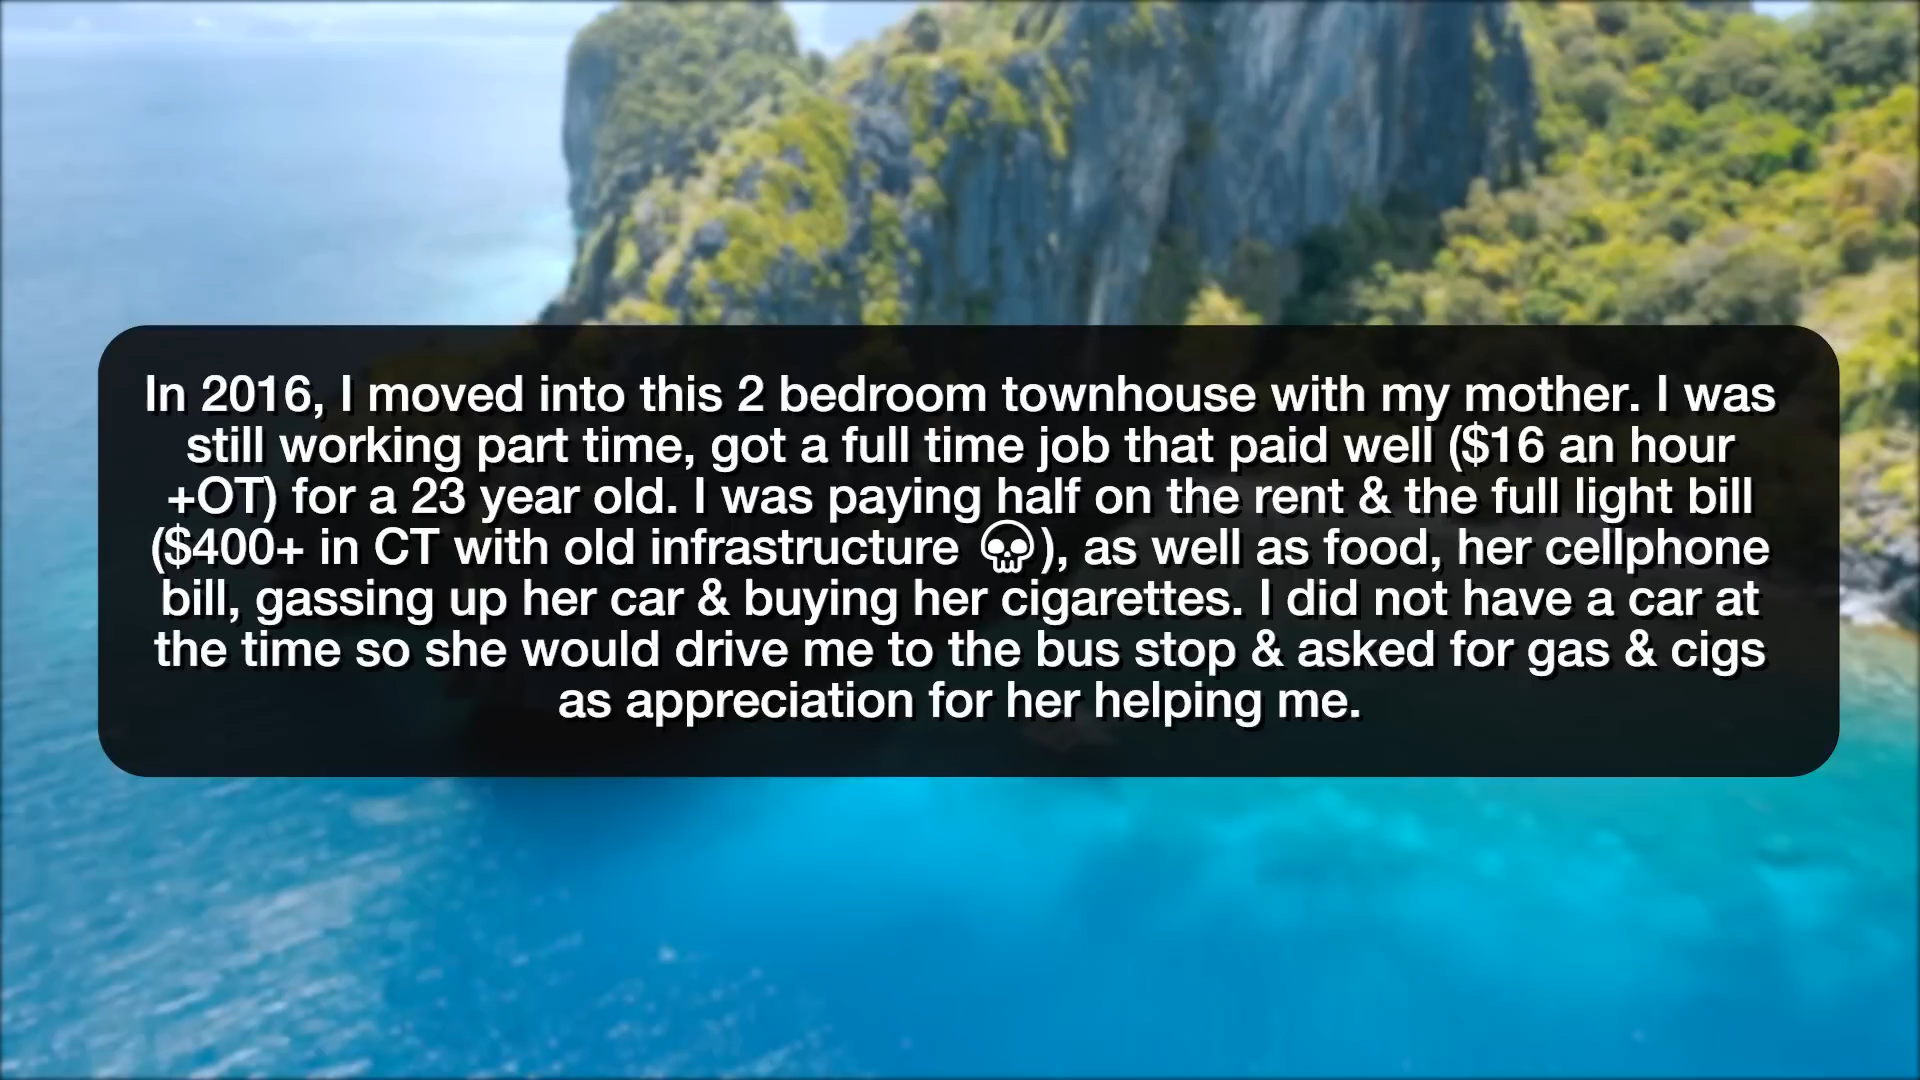 In 2016, I moved into this 2 bedroom townhouse with my mother. I was
still working part time, got a full time job that paid well ($16 an hour
+OT) for a 23 year old. I was paying half on the rent & the full light bill
($400+ in CT with old infrastructure 💀), as well as food, her cellphone
bill, gassing up her car & buying her cigarettes. I did not have a car at
the time so she would drive me to the bus stop & asked for gas & cigs
as appreciation for her helping me.